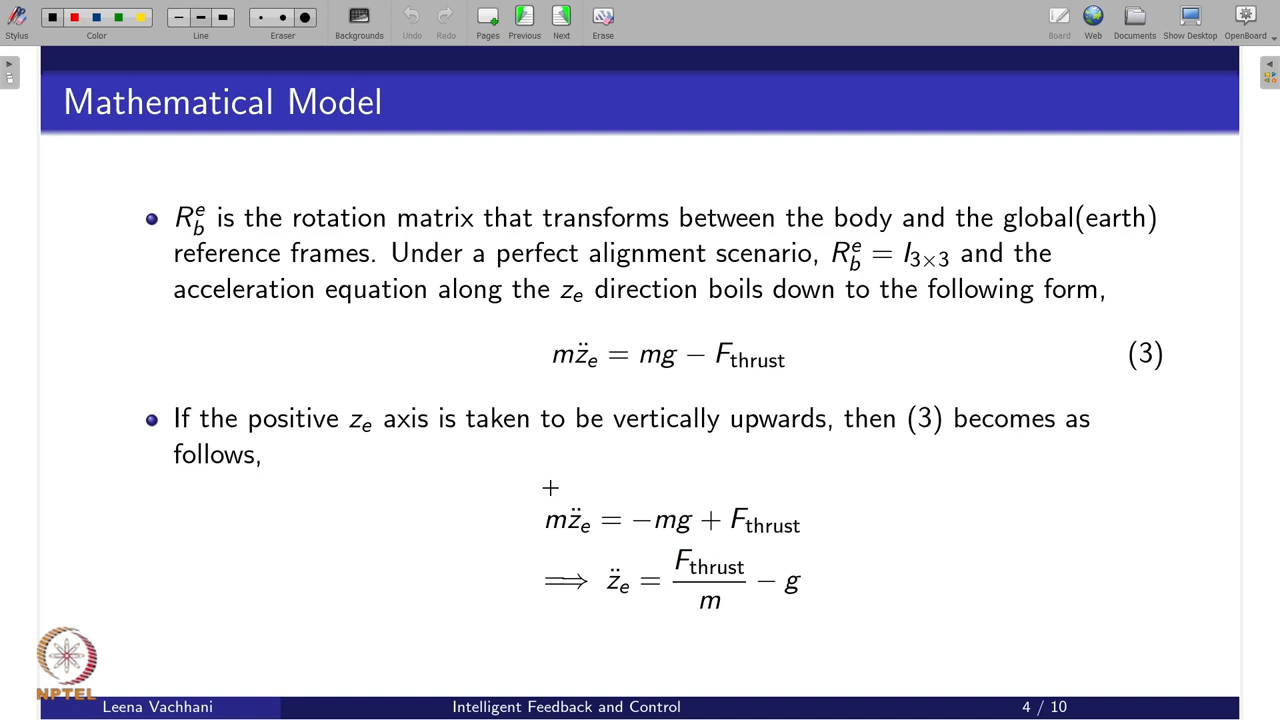 Stylus Color Line Eraser Backgrounds Undo Redo Pages Previous Next Erase Board Web Documents Show Desktop OpenBoard
Mathematical Model
R_b^e is the rotation matrix that transforms between the body and the global(earth)
reference frames. Under a perfect alignment scenario, R_b^e = I_{3×3} and the
acceleration equation along the z_e direction boils down to the following form,
mz̈_e = mg − F_thrust (3)
If the positive z_e axis is taken to be vertically upwards, then (3) becomes as
follows,
+
mz̈_e = −mg + F_thrust
⟹ z̈_e = F_thrust / m − g
NPTEL
Leena Vachhani Intelligent Feedback and Control 4 / 10